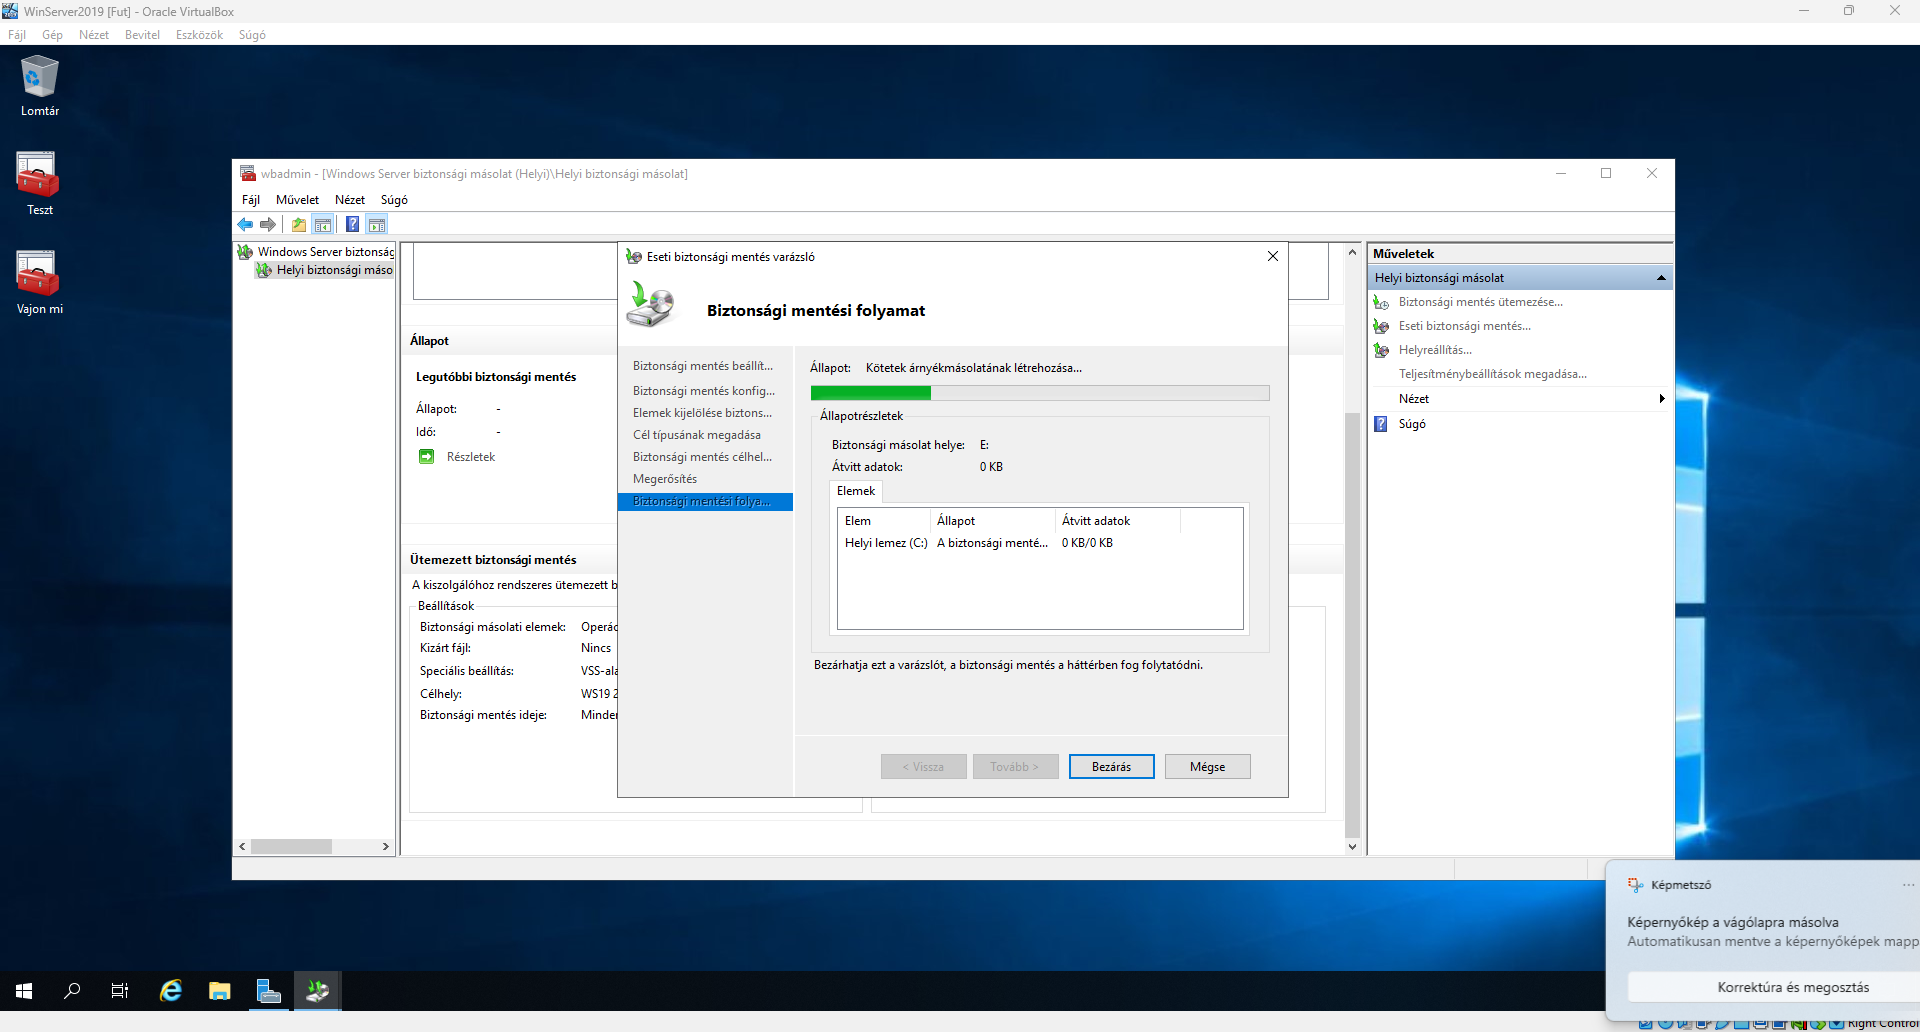 WinServer2019 [Fut] - Oracle VirtualBox
Fájl Gép Nézet Bevitel Eszközök Súgó
Lomtár
Teszt
Vajon mi
wbadmin - [Windows Server biztonsági másolat (Helyi)\Helyi biztonsági másolat]
Fájl Művelet Nézet Súgó
Windows Server biztonság
Helyi biztonsági máso
Állapot
Legutóbbi biztonsági mentés
Állapot: -
Idő: -
Részletek
Ütemezett biztonsági mentés
A kiszolgálóhoz rendszeres ütemezett b
Beállítások
Biztonsági másolati elemek: Operác
Kizárt fájl: Nincs
Speciális beállítás: VSS-ala
Célhely: WS19 2
Biztonsági mentés ideje: Minden
Eseti biztonsági mentés varázsló
Biztonsági mentési folyamat
Biztonsági mentés beállít...
Biztonsági mentés konfig...
Elemek kijelölése biztons...
Cél típusának megadása
Biztonsági mentés célhel...
Megerősítés
Biztonsági mentési folya...
Állapot: Kötetek árnyékmásolatának létrehozása...
Állapotrészletek
Biztonsági másolat helye: E:
Átvitt adatok: 0 KB
Elemek
Elem Állapot Átvitt adatok
Helyi lemez (C:) A biztonsági menté... 0 KB/0 KB
Bezárhatja ezt a varázslót, a biztonsági mentés a háttérben fog folytatódni.
< Vissza Tovább > Bezárás Mégse
Műveletek
Helyi biztonsági másolat
Biztonsági mentés ütemezése...
Eseti biztonsági mentés...
Helyreállítás...
Teljesítménybeállítások megadása...
Nézet
Súgó
Képmetsző
Képernyőkép a vágólapra másolva
Automatikusan mentve a képernyőképek mapp
Korrektúra és megosztás
Right Control